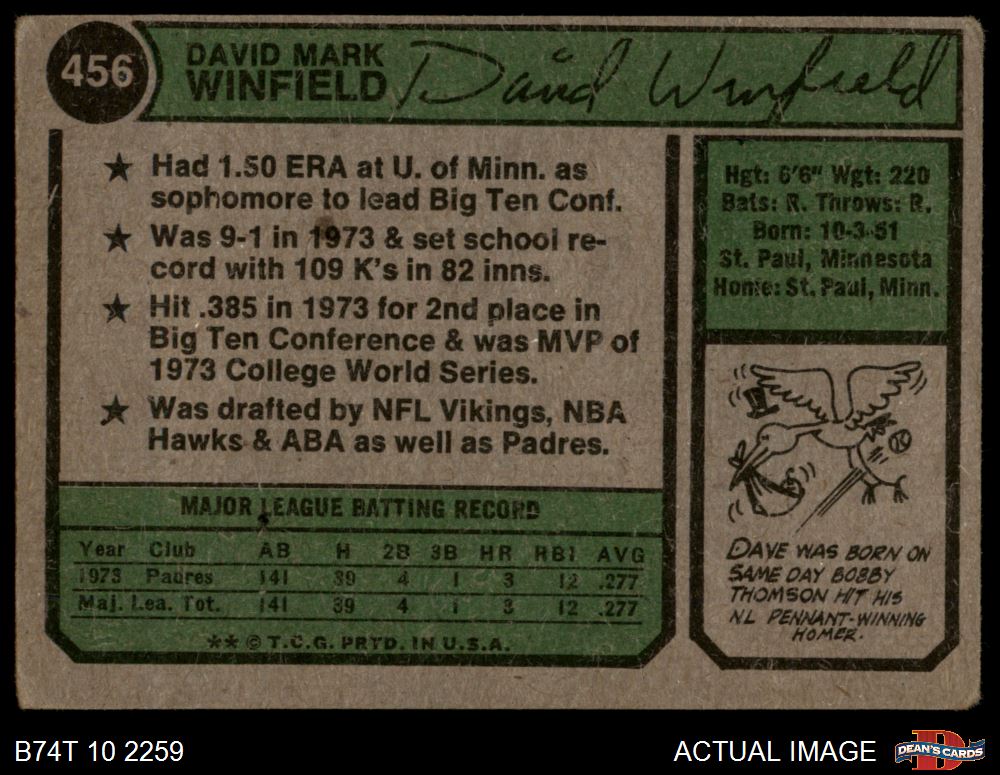 456
DAVID MARK
WINFIELD
David Winfield
★ Had 1.50 ERA at U. of Minn. as
sophomore to lead Big Ten Conf.
★ Was 9-1 in 1973 & set school re-
cord with 109 K's in 82 inns.
★ Hit .385 in 1973 for 2nd place in
Big Ten Conference & was MVP of
1973 College World Series.
★ Was drafted by NFL Vikings, NBA
Hawks & ABA as well as Padres.
Hgt: 6'6" Wgt: 220
Bats: R. Throws: R.
Born: 10-3-51
St. Paul, Minnesota
Home: St. Paul, Minn.
DAVE WAS BORN ON
SAME DAY BOBBY
THOMSON HIT HIS
NL PENNANT-WINNING
HOMER.
MAJOR LEAGUE BATTING RECORD
Year Club AB H 2B 3B HR RBI AVG
1973 Padres 141 39 4 1 3 12 .277
Maj. Lea. Tot. 141 39 4 1 3 12 .277
** © T.C.G. PRTD. IN U.S.A.
B74T 10 2259
ACTUAL IMAGE
D
DEAN'S CARDS